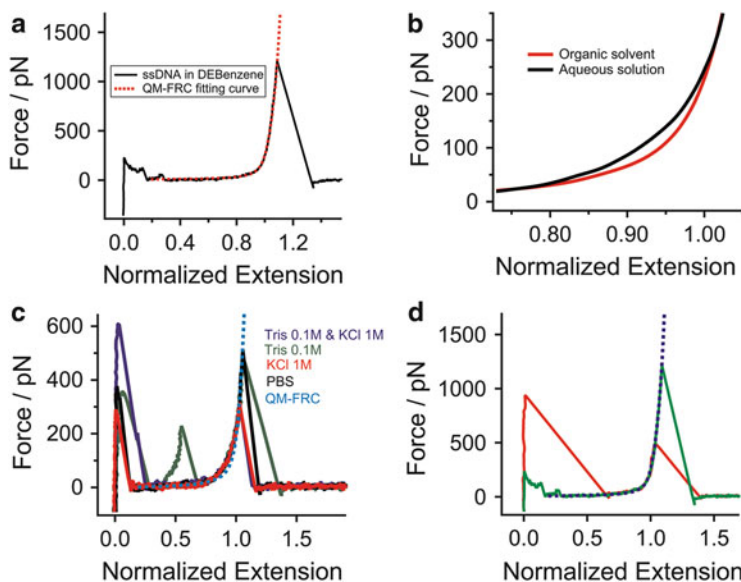 a
Force / pN
1500
1000
500
0
ssDNA in DEBenzene
QM-FRC fitting curve
0.0 0.4 0.8 1.2
Normalized Extension
b
Force / pN
300
200
100
0
Organic solvent
Aqueous solution
0.80 0.90 1.00
Normalized Extension
c
Force / pN
600
400
200
0
Tris 0.1M & KCl 1M
Tris 0.1M
KCl 1M
PBS
QM-FRC
0.0 0.5 1.0 1.5
Normalized Extension
d
Force / pN
1500
1000
500
0
0.0 0.5 1.0 1.5
Normalized Extension